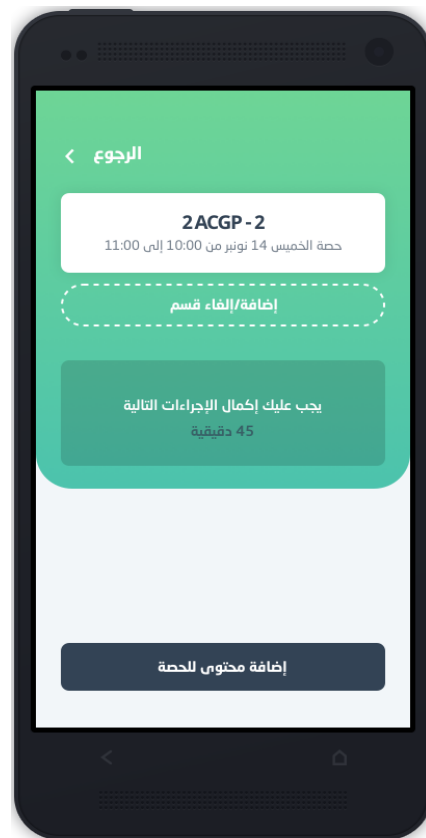 الرجوع
2ACGP-2
حصة الخميس 14 نونبر من 10:00 إلى 11:00
إضافة/إلغاء قسم
يجب عليك إكمال الإجراءات التالية
45 دقيقية
إضافة محتوى للحصة